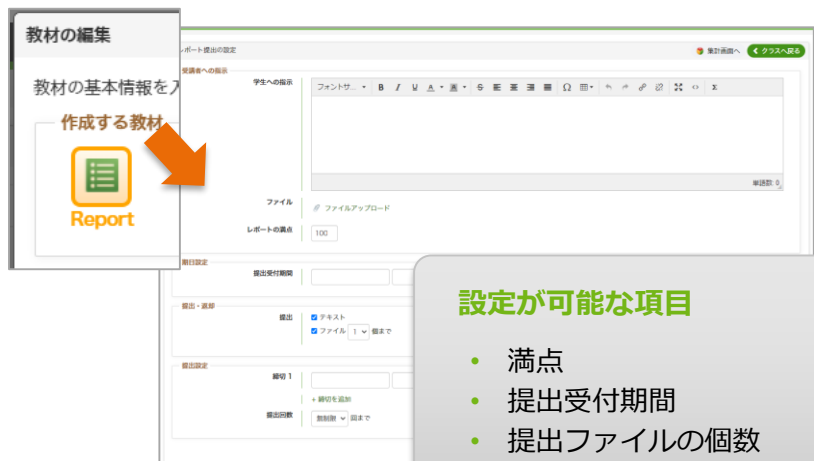 教材の編集
教材の基本情報を入
作成する教材
Report
レポート提出の設定
集計画面へ
クラスへ戻る
受講者への指示
学生への指示
フォントサ...
B I U A S Ω Σ
単語数: 0
ファイル
ファイルアップロード
レポートの満点
100
期日設定
提出受付期間
提出・返却
提出
テキスト
ファイル 1 個まで
提出設定
締切 1
+ 締切を追加
提出回数
無制限 回まで
設定が可能な項目
• 満点
• 提出受付期間
• 提出ファイルの個数